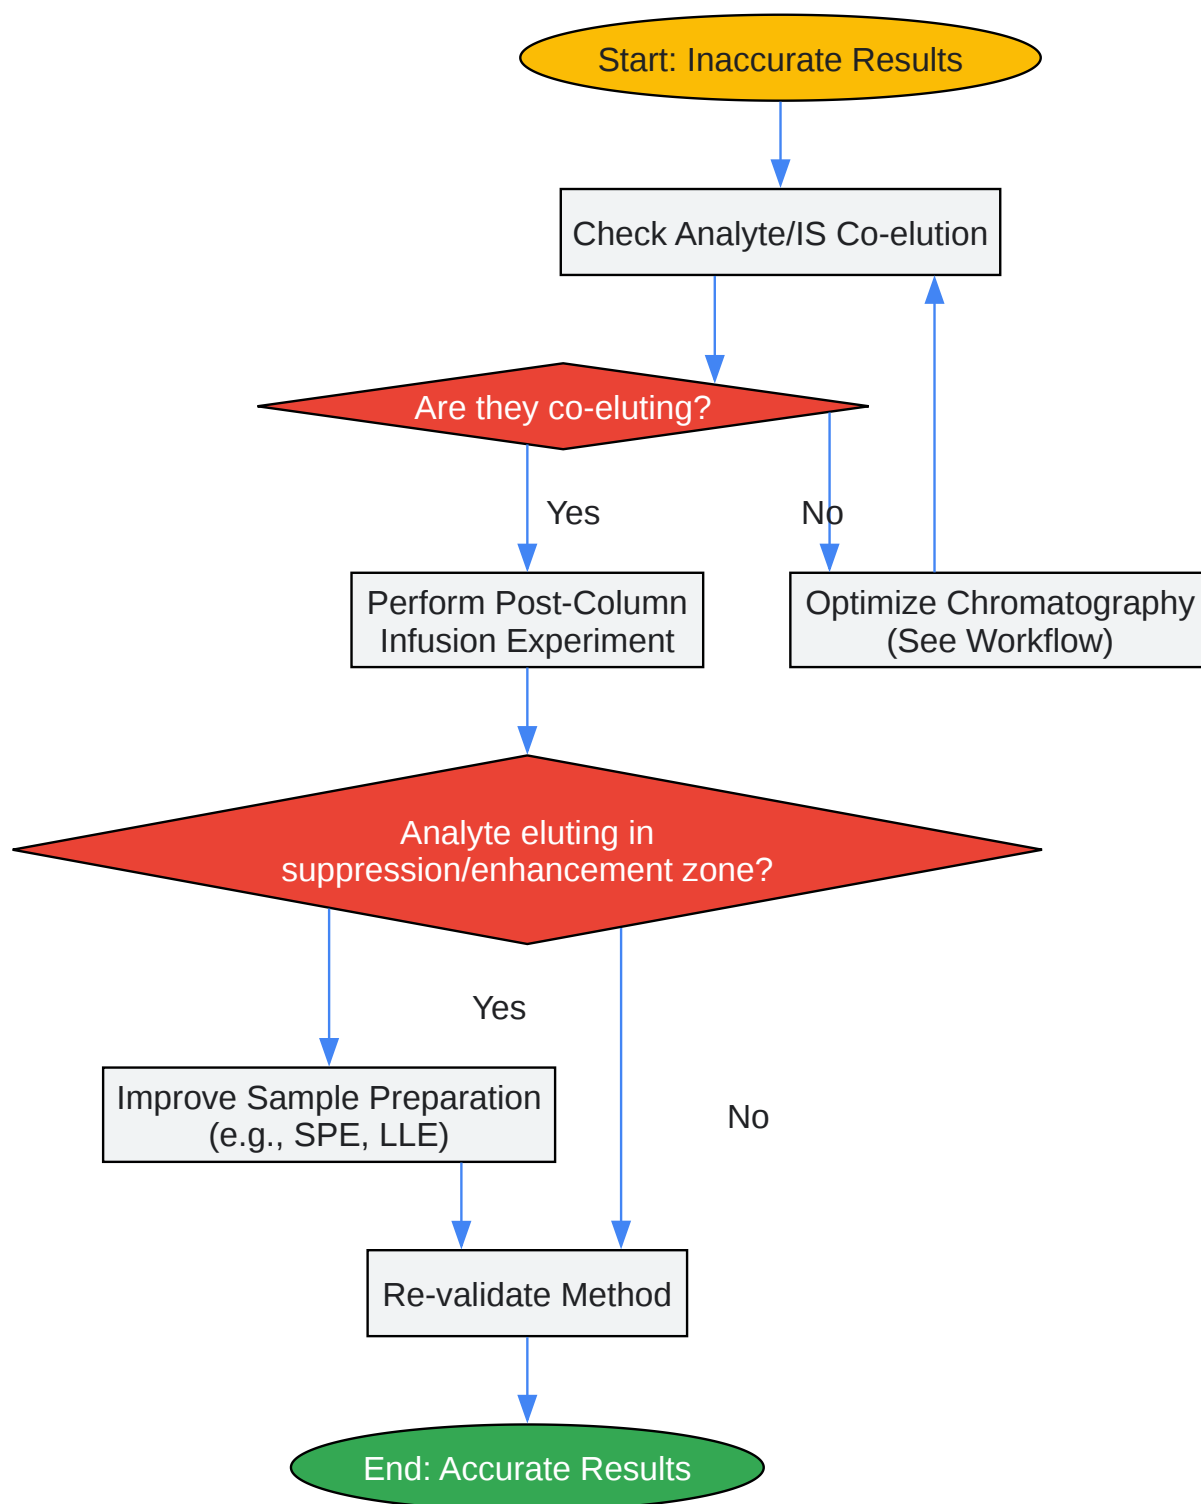 Start: Inaccurate Results
Check Analyte/IS Co-elution
Are they co-eluting?
Yes
No
Perform Post-Column
Infusion Experiment
Optimize Chromatography
(See Workflow)
Analyte eluting in
suppression/enhancement zone?
Yes
Improve Sample Preparation
(e.g., SPE, LLE)
No
Re-validate Method
End: Accurate Results